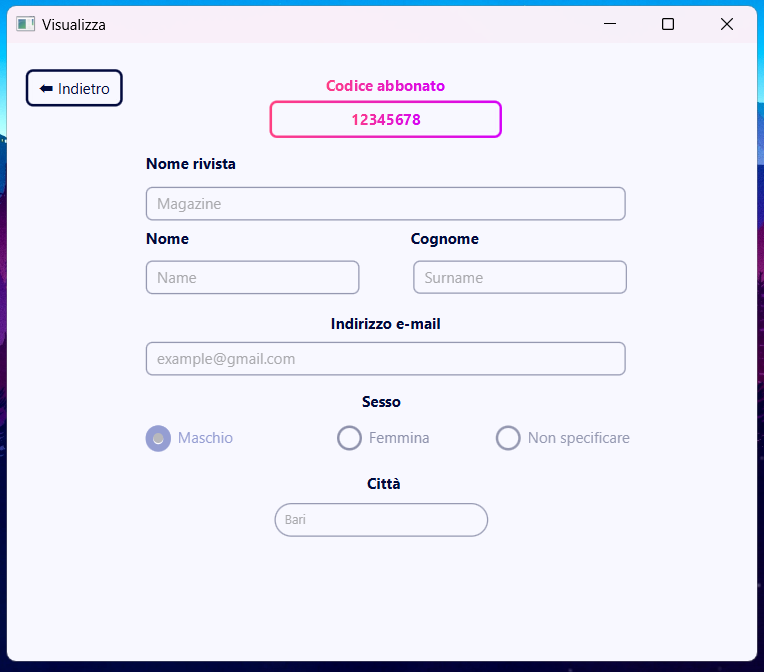 Visualizza
⬅ Indietro
Codice abbonato
12345678
Nome rivista
Magazine
Nome Cognome
Name Surname
Indirizzo e-mail
example@gmail.com
Sesso
Maschio Femmina Non specificare
Città
Bari